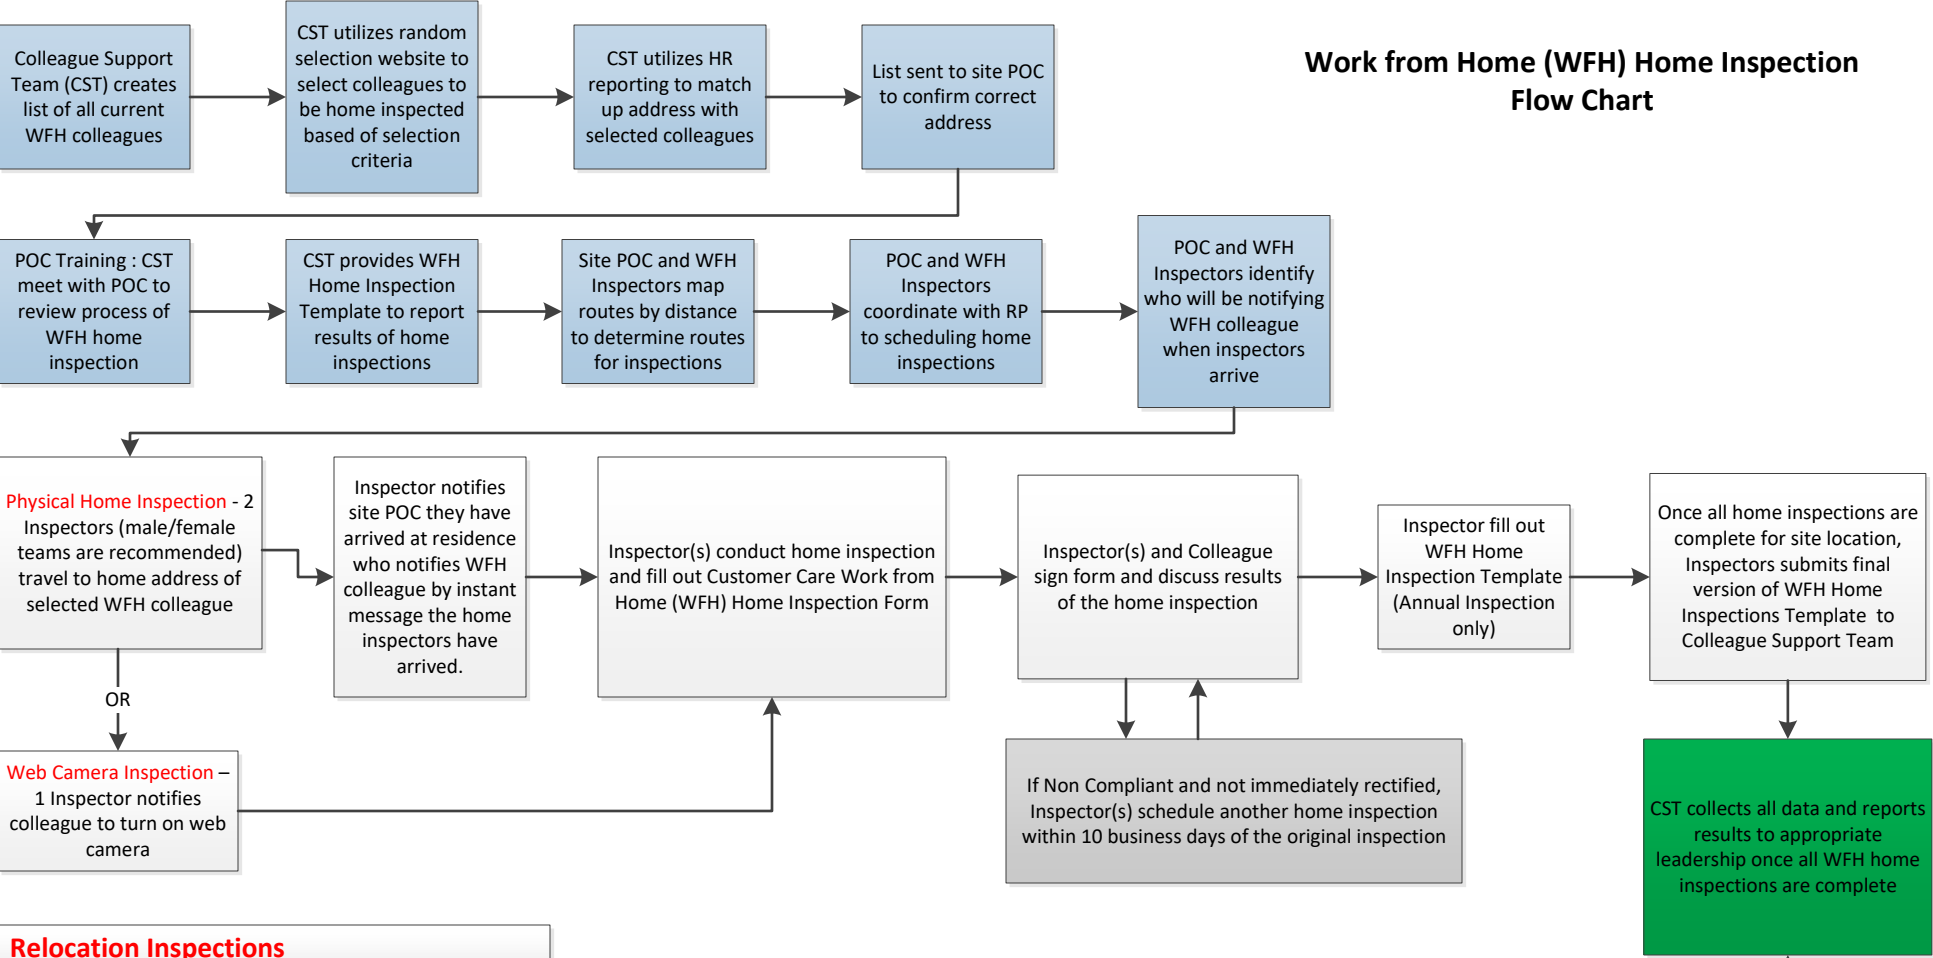 Work from Home (WFH) Home Inspection
Flow Chart
Colleague Support
Team (CST) creates
list of all current
WFH colleagues
CST utilizes random
selection website to
select colleagues to
be home inspected
based of selection
criteria
CST utilizes HR
reporting to match
up address with
selected colleagues
List sent to site POC
to confirm correct
address
POC Training : CST
meet with POC to
review process of
WFH home
inspection
CST provides WFH
Home Inspection
Template to report
results of home
inspections
Site POC and WFH
Inspectors map
routes by distance
to determine routes
for inspections
POC and WFH
Inspectors
coordinate with RP
to scheduling home
inspections
POC and WFH
Inspectors identify
who will be notifying
WFH colleague
when inspectors
arrive
Physical Home Inspection - 2
Inspectors (male/female
teams are recommended)
travel to home address of
selected WFH colleague
Inspector notifies
site POC they have
arrived at residence
who notifies WFH
colleague by instant
message the home
inspectors have
arrived.
Inspector(s) conduct home inspection
and fill out Customer Care Work from
Home (WFH) Home Inspection Form
Inspector(s) and Colleague
sign form and discuss results
of the home inspection
Inspector fill out
WFH Home
Inspection Template
(Annual Inspection
only)
Once all home inspections are
complete for site location,
Inspectors submits final
version of WFH Home
Inspections Template to
Colleague Support Team
OR
Web Camera Inspection –
1 Inspector notifies
colleague to turn on web
camera
If Non Compliant and not immediately rectified,
Inspector(s) schedule another home inspection
within 10 business days of the original inspection
CST collects all data and reports
results to appropriate
leadership once all WFH home
inspections are complete
Relocation Inspections